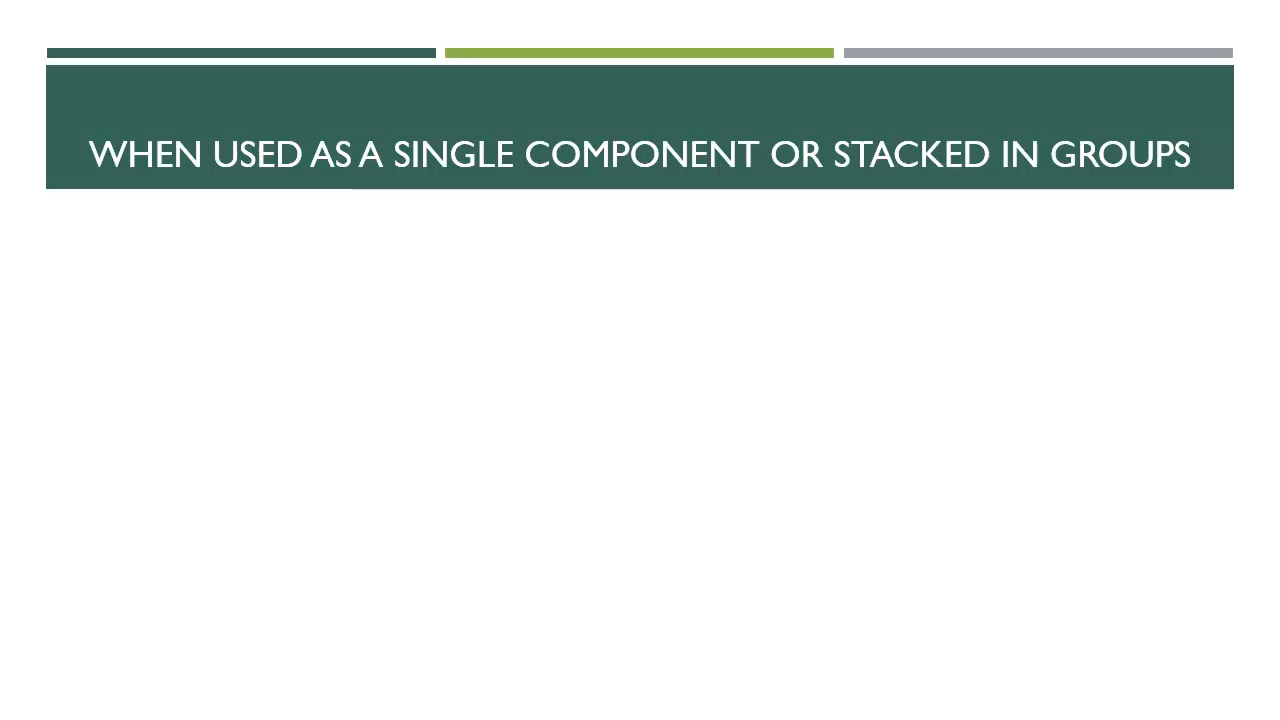 WHEN USED AS A SINGLE COMPONENT OR STACKED IN GROUPS